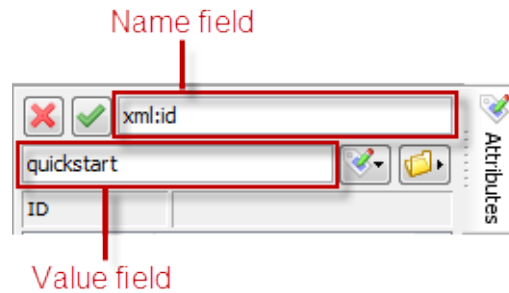 Name field
xml:id
quickstart
ID
Attributes
Value field